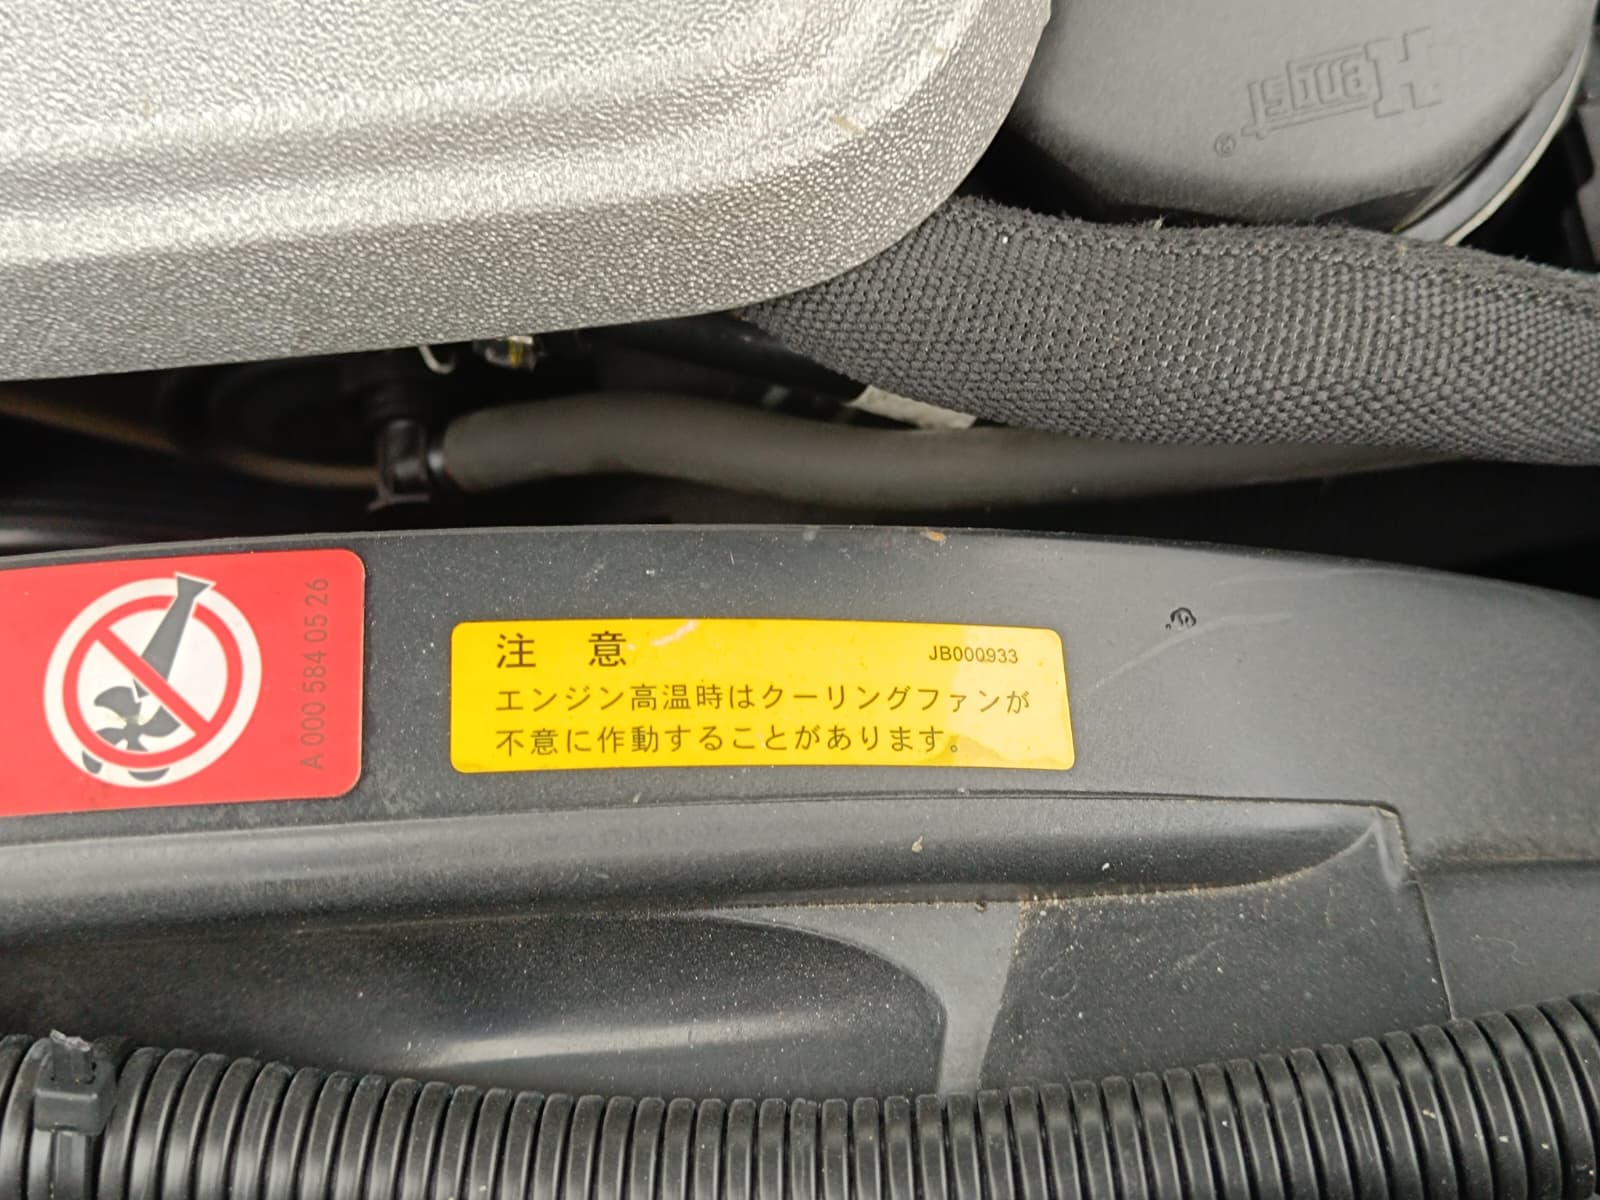 Hengst®
A 000 584 05 26
注 意 JB000933
エンジン高温時はクーリングファンが
不意に作動することがあります。